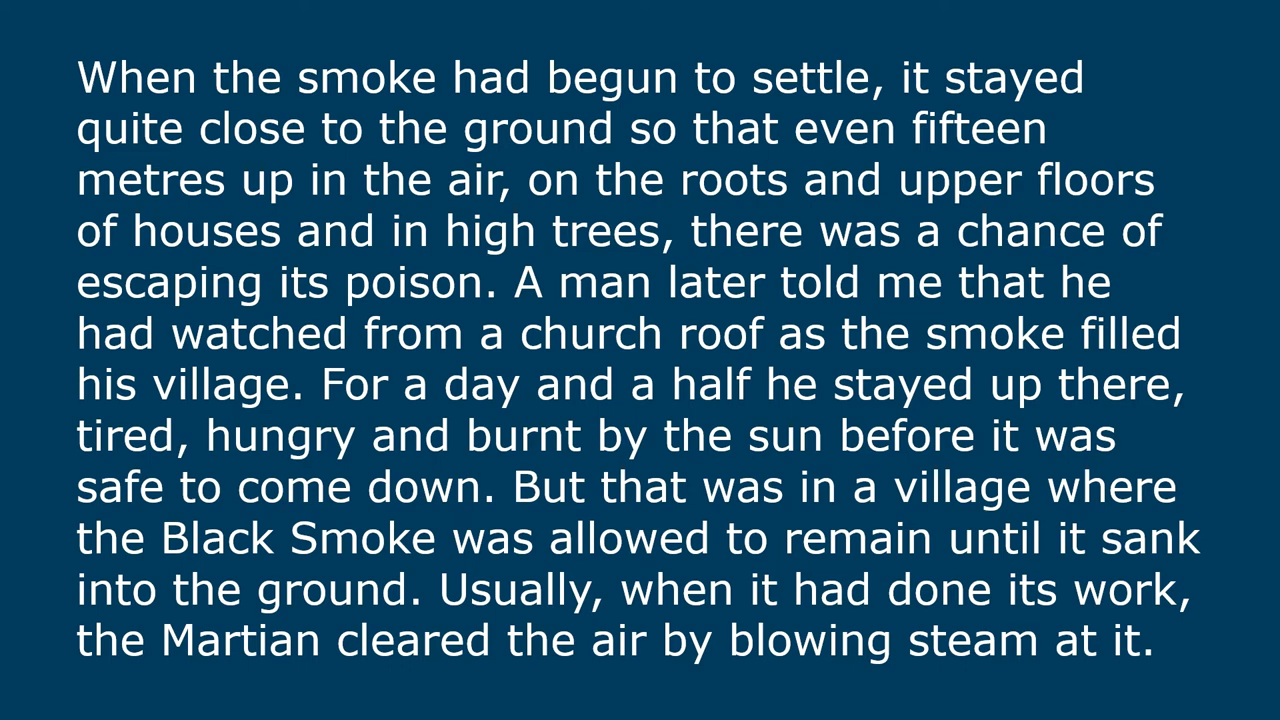 When the smoke had begun to settle, it stayed
quite close to the ground so that even fifteen
metres up in the air, on the roots and upper floors
of houses and in high trees, there was a chance of
escaping its poison. A man later told me that he
had watched from a church roof as the smoke filled
his village. For a day and a half he stayed up there,
tired, hungry and burnt by the sun before it was
safe to come down. But that was in a village where
the Black Smoke was allowed to remain until it sank
into the ground. Usually, when it had done its work,
the Martian cleared the air by blowing steam at it.